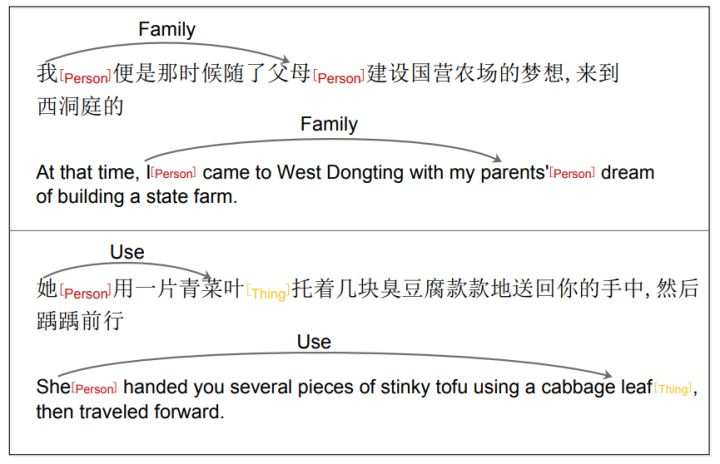 Family
我[Person]便是那时候随了父母[Person]建设国营农场的梦想, 来到
西洞庭的
Family
At that time, I[Person] came to West Dongting with my parents'[Person] dream
of building a state farm.
Use
她[Person]用一片青菜叶[Thing]托着几块臭豆腐款款地送回你的手中, 然后
踽踽前行
Use
She[Person] handed you several pieces of stinky tofu using a cabbage leaf[Thing],
then traveled forward.